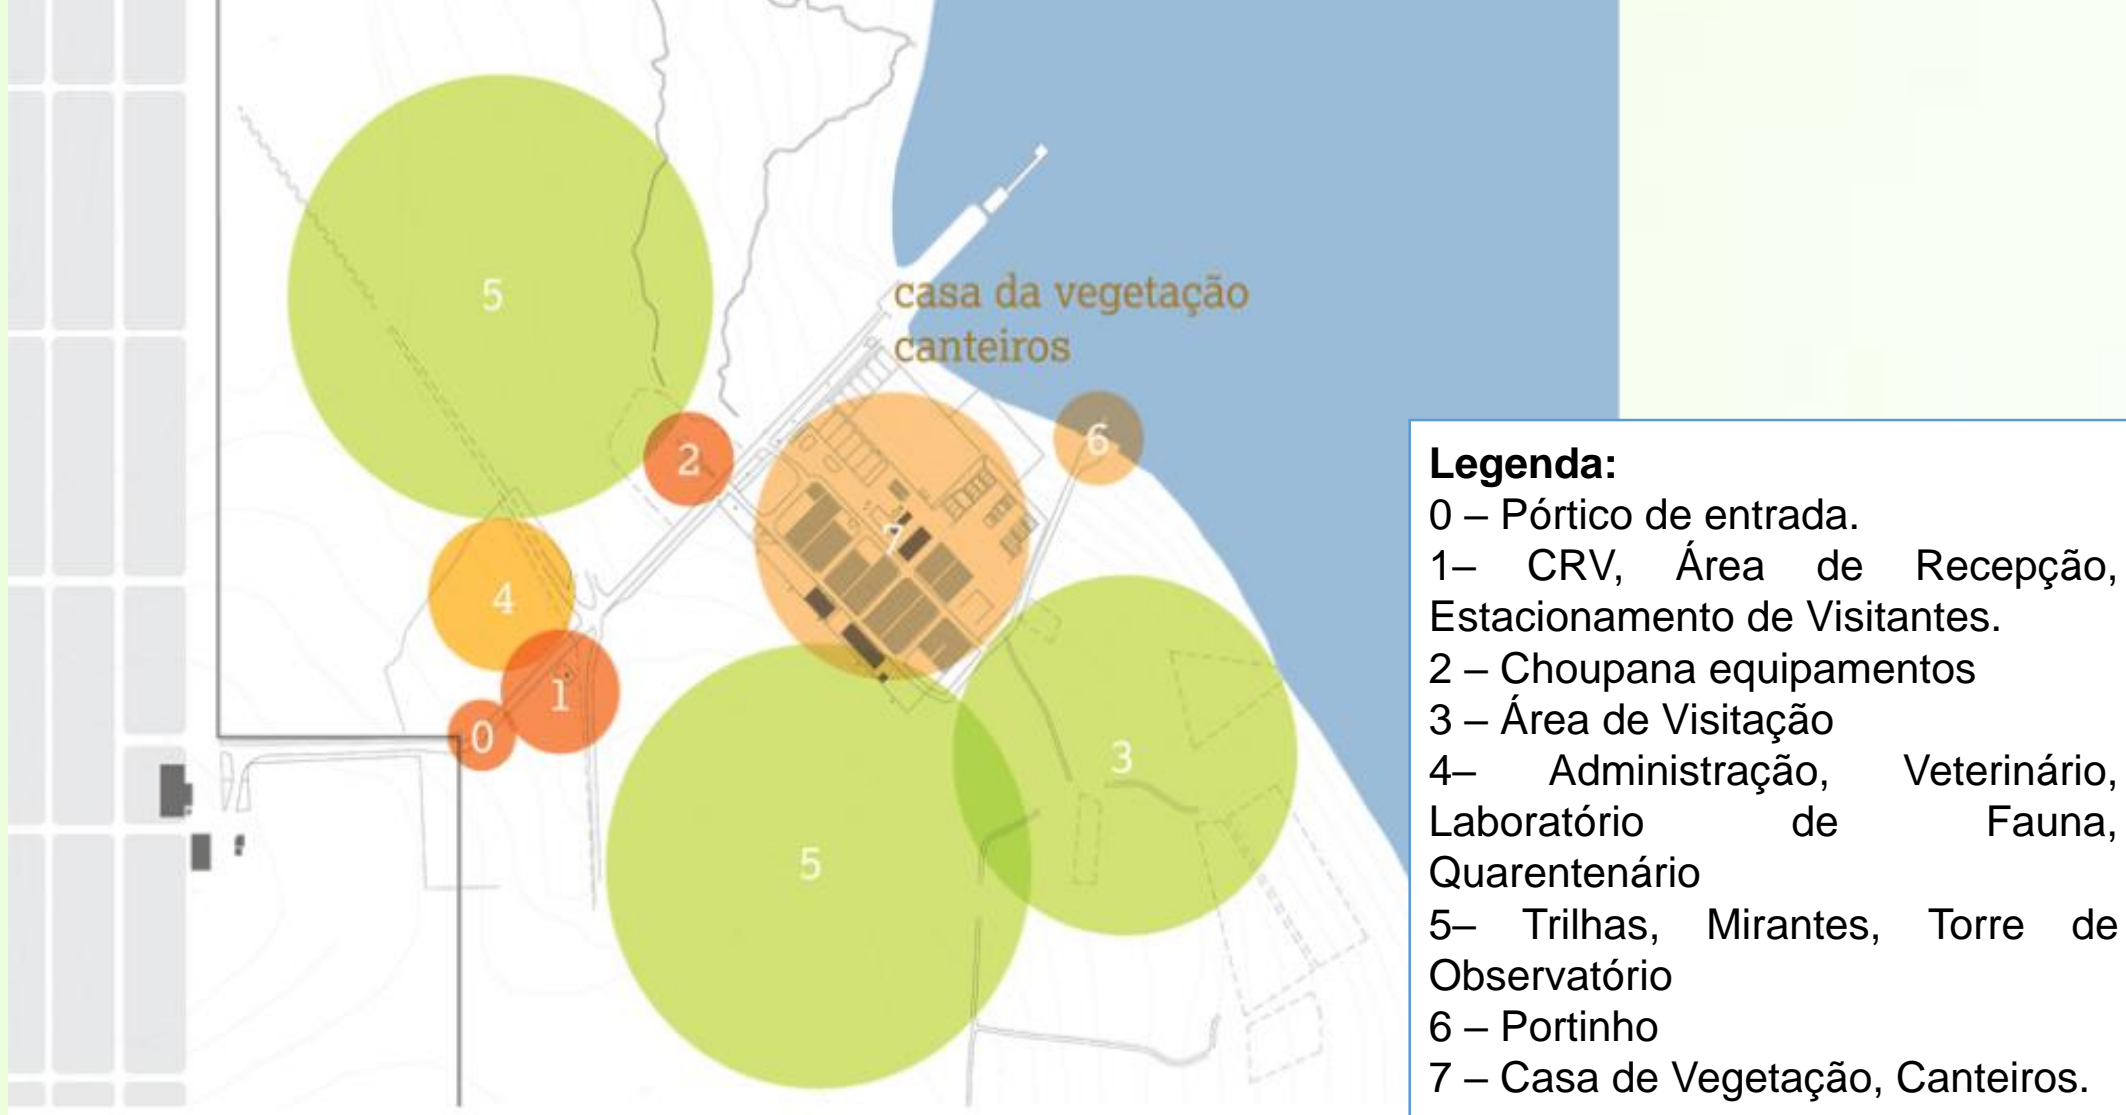 5
casa da vegetação
canteiros
2
6
7
4
1
0
3
5
Legenda:
0 – Pórtico de entrada.
1– CRV, Área de Recepção,
Estacionamento de Visitantes.
2 – Choupana equipamentos
3 – Área de Visitação
4– Administração, Veterinário,
Laboratório de Fauna,
Quarentenário
5– Trilhas, Mirantes, Torre de
Observatório
6 – Portinho
7 – Casa de Vegetação, Canteiros.